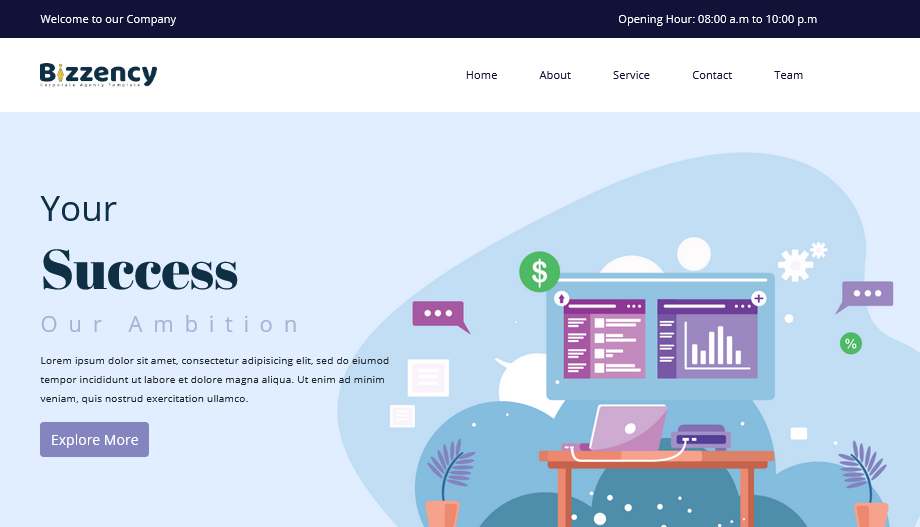 Welcome to our Company
Opening Hour: 08:00 a.m to 10:00 p.m
Bizzency
Corporate Agency Template
Home
About
Service
Contact
Team
Your
Success
Our Ambition
Lorem ipsum dolor sit amet, consectetur adipisicing elit, sed do eiumod
tempor incididunt ut labore et dolore magna aliqua. Ut enim ad minim
veniam, quis nostrud exercitation ullamco.
Explore More
$
%